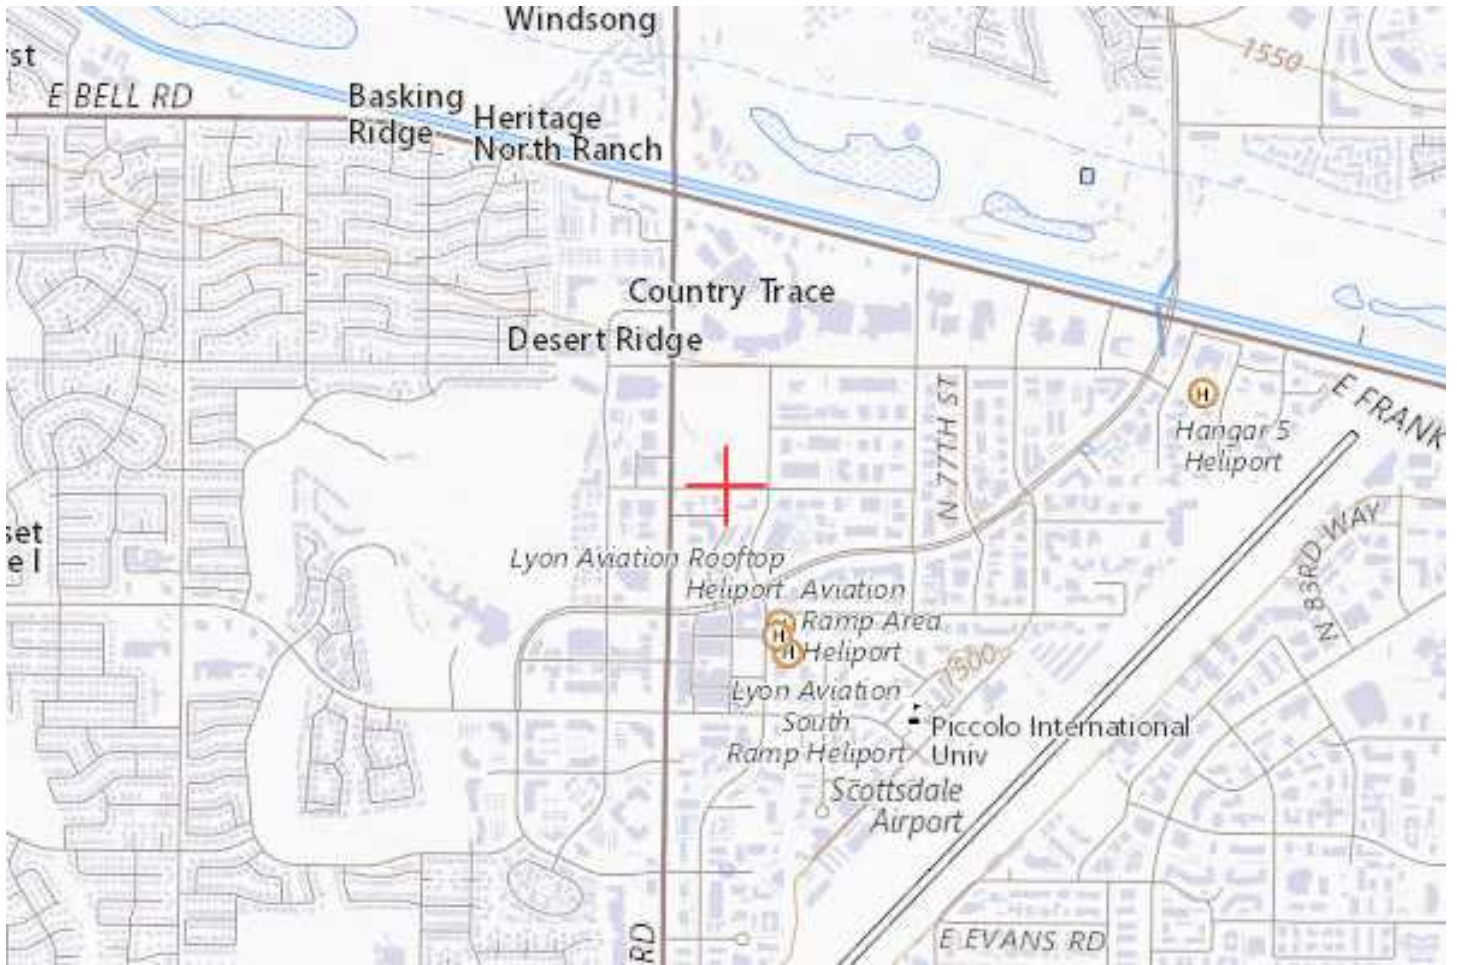 Windsong
rst
1550
E BELL RD
Basking
Ridge
Heritage
North Ranch
Country Trace
Desert Ridge
E FRANK
H
Hangar 5
Heliport
N 77TH ST
set
e I
N 83RD WAY
Lyon Aviation Rooftop
Heliport
Aviation
Ramp Area
Heliport
H
H
1500
Lyon Aviation
South
Ramp Heliport
Piccolo International
Univ
Scottsdale
Airport
RD
E EVANS RD